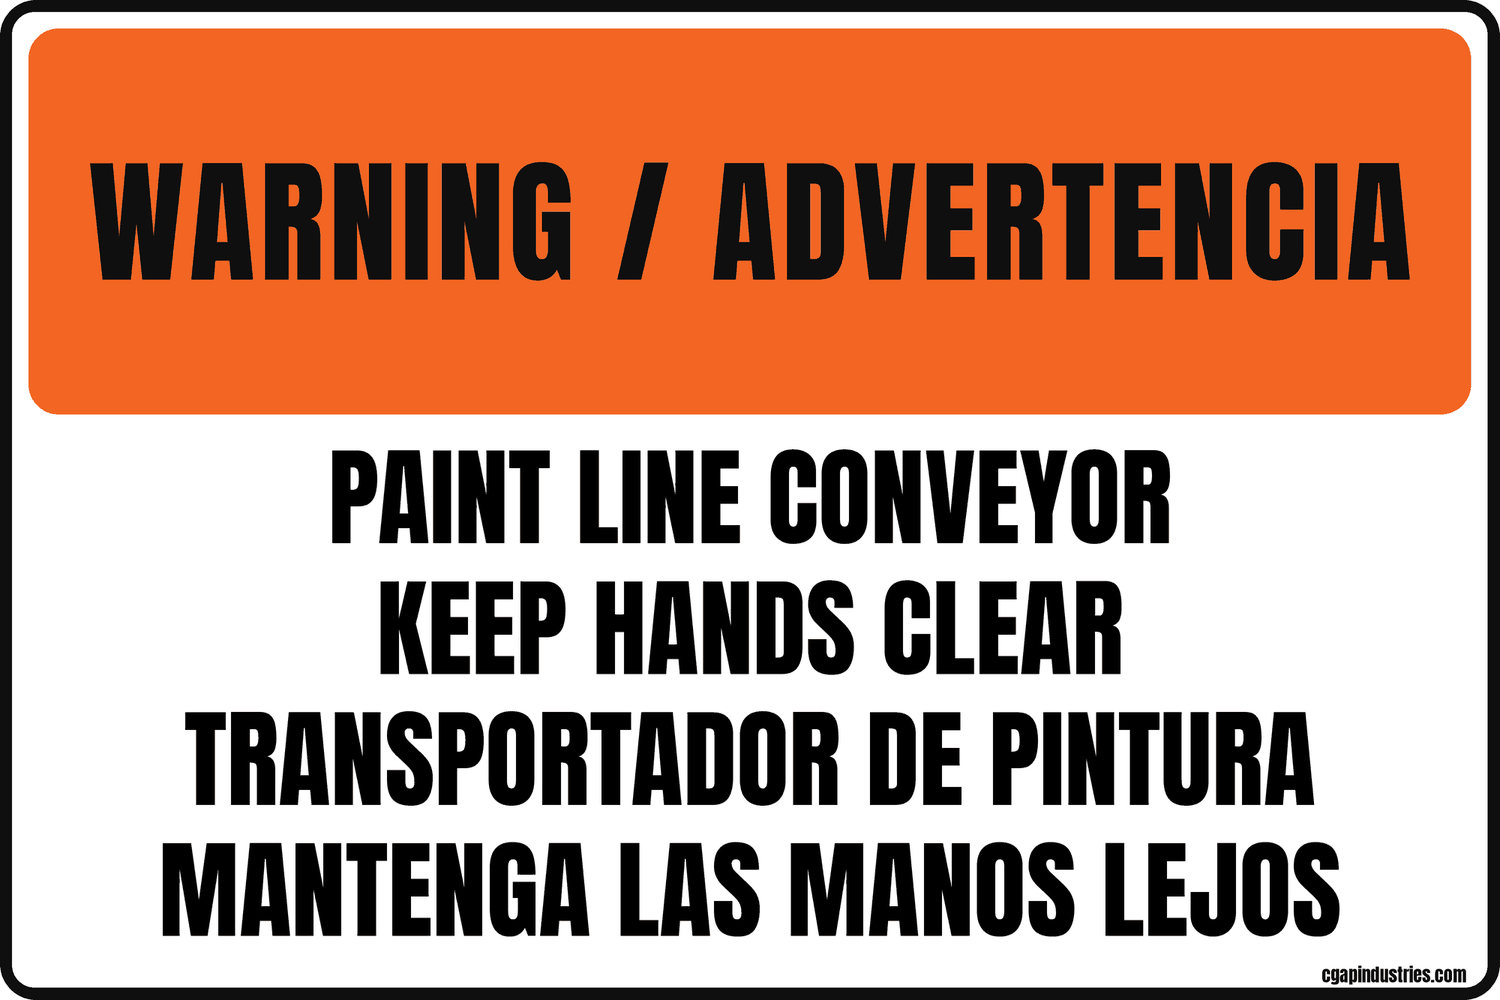 WARNING / ADVERTENCIA
PAINT LINE CONVEYOR
KEEP HANDS CLEAR
TRANSPORTADOR DE PINTURA
MANTENGA LAS MANOS LEJOS
cgapindustries.com